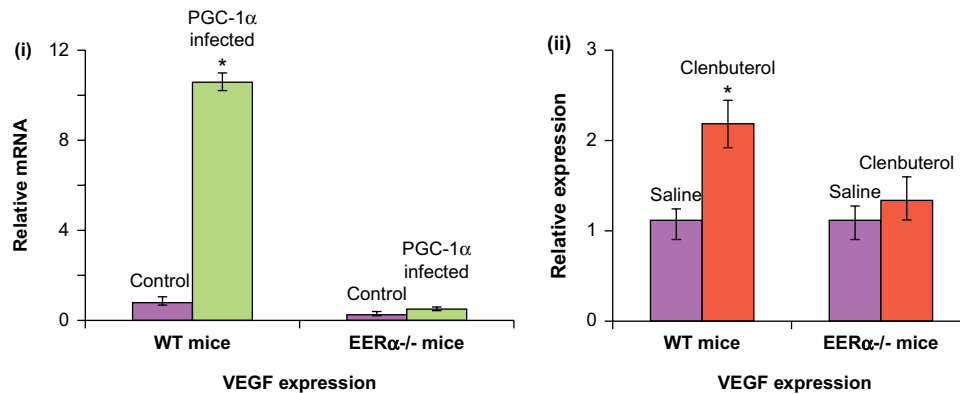 (i)
PGC-1α
infected
*
12
8
4
0
Relative mRNA
Control
Control
PGC-1α
infected
WT mice
EERα-/- mice
VEGF expression
(ii)
3
2
1
0
Relative expression
Clenbuterol
*
Saline
Saline
Clenbuterol
WT mice
EERα-/- mice
VEGF expression